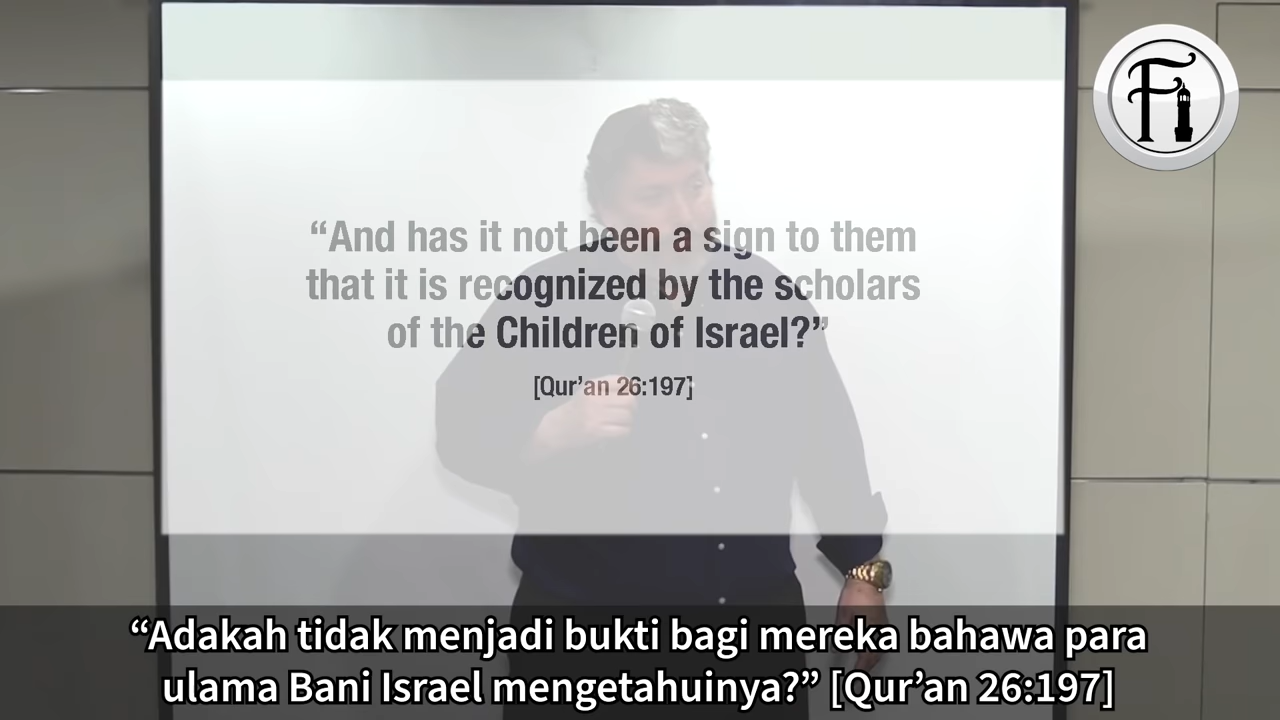 Fi
“And has it not been a sign to them
that it is recognized by the scholars
of the Children of Israel?”
[Qur’an 26:197]
“Adakah tidak menjadi bukti bagi mereka bahawa para
ulama Bani Israel mengetahuinya?” [Qur’an 26:197]